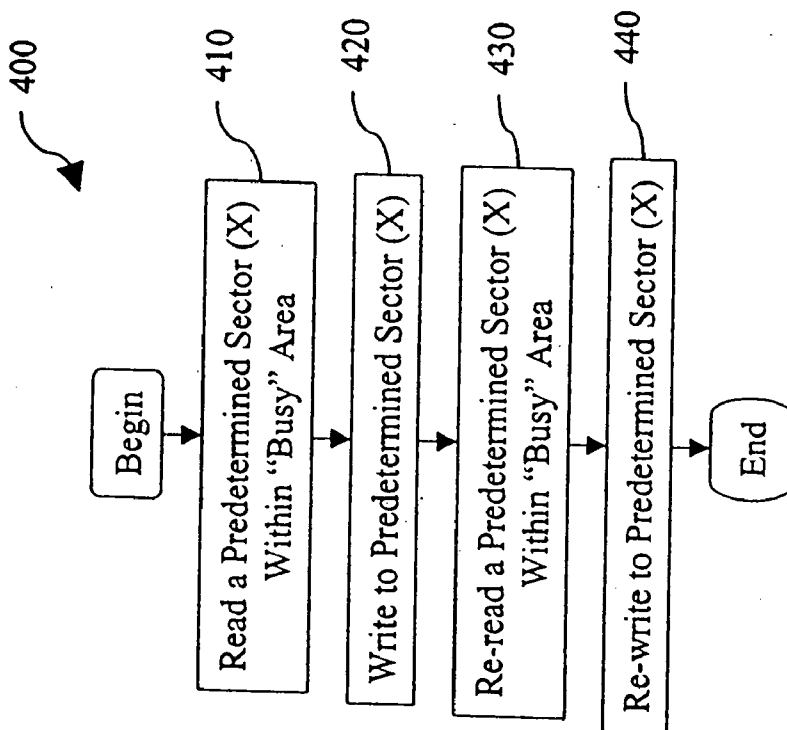 400
Begin
410
Read a Predetermined Sector (X)
Within “Busy” Area
420
Write to Predetermined Sector (X)
430
Re-read a Predetermined Sector (X)
Within “Busy” Area
440
Re-write to Predetermined Sector (X)
End